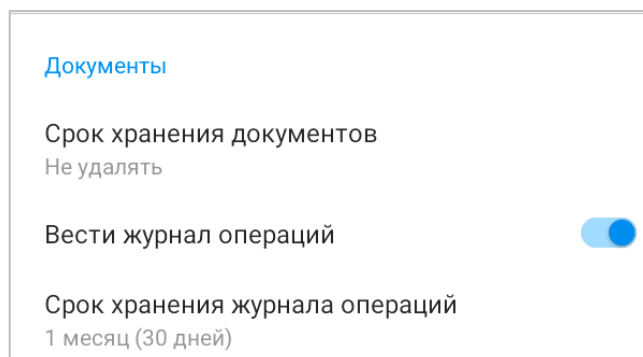 Документы
Срок хранения документов
Не удалять
Вести журнал операций
Срок хранения журнала операций
1 месяц (30 дней)